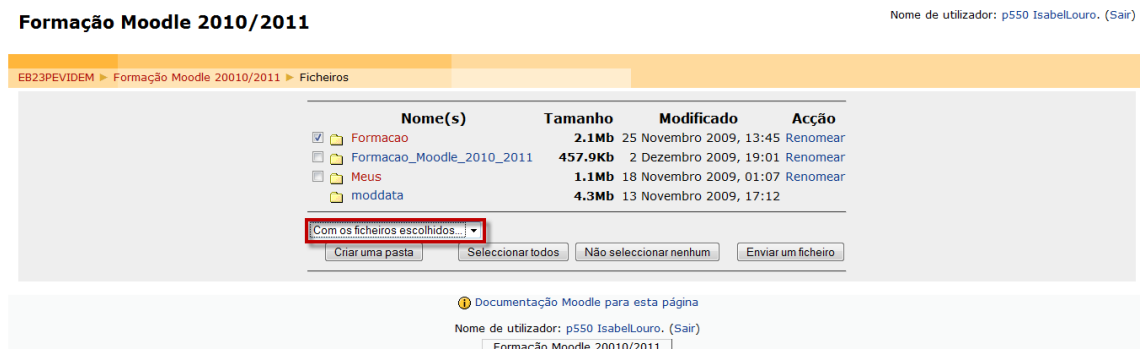 Formação Moodle 2010/2011
Nome de utilizador: p550 IsabelLouro. (Sair)
EB23PEVIDEM ► Formação Moodle 20010/2011 ► Ficheiros
Nome(s) Tamanho Modificado Acção
Formacao 2.1Mb 25 Novembro 2009, 13:45 Renomear
Formacao_Moodle_2010_2011 457.9Kb 2 Dezembro 2009, 19:01 Renomear
Meus 1.1Mb 18 Novembro 2009, 01:07 Renomear
moddata 4.3Mb 13 Novembro 2009, 17:12
Com os ficheiros escolhidos...
Criar uma pasta Seleccionar todos Não seleccionar nenhum Enviar um ficheiro
Documentação Moodle para esta página
Nome de utilizador: p550 IsabelLouro. (Sair)
Formação Moodle 20010/2011